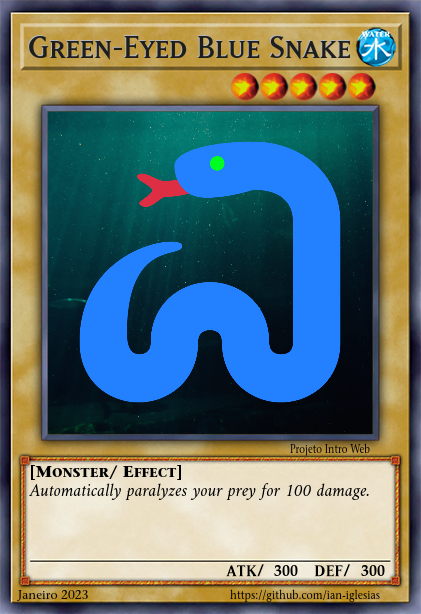 Green-Eyed Blue Snake
WATER
水
Projeto Intro Web
[Monster/ Effect]
Automatically paralyzes your prey for 100 damage.
ATK/ 300 DEF/ 300
Janeiro 2023 https://github.com/ian-iglesias